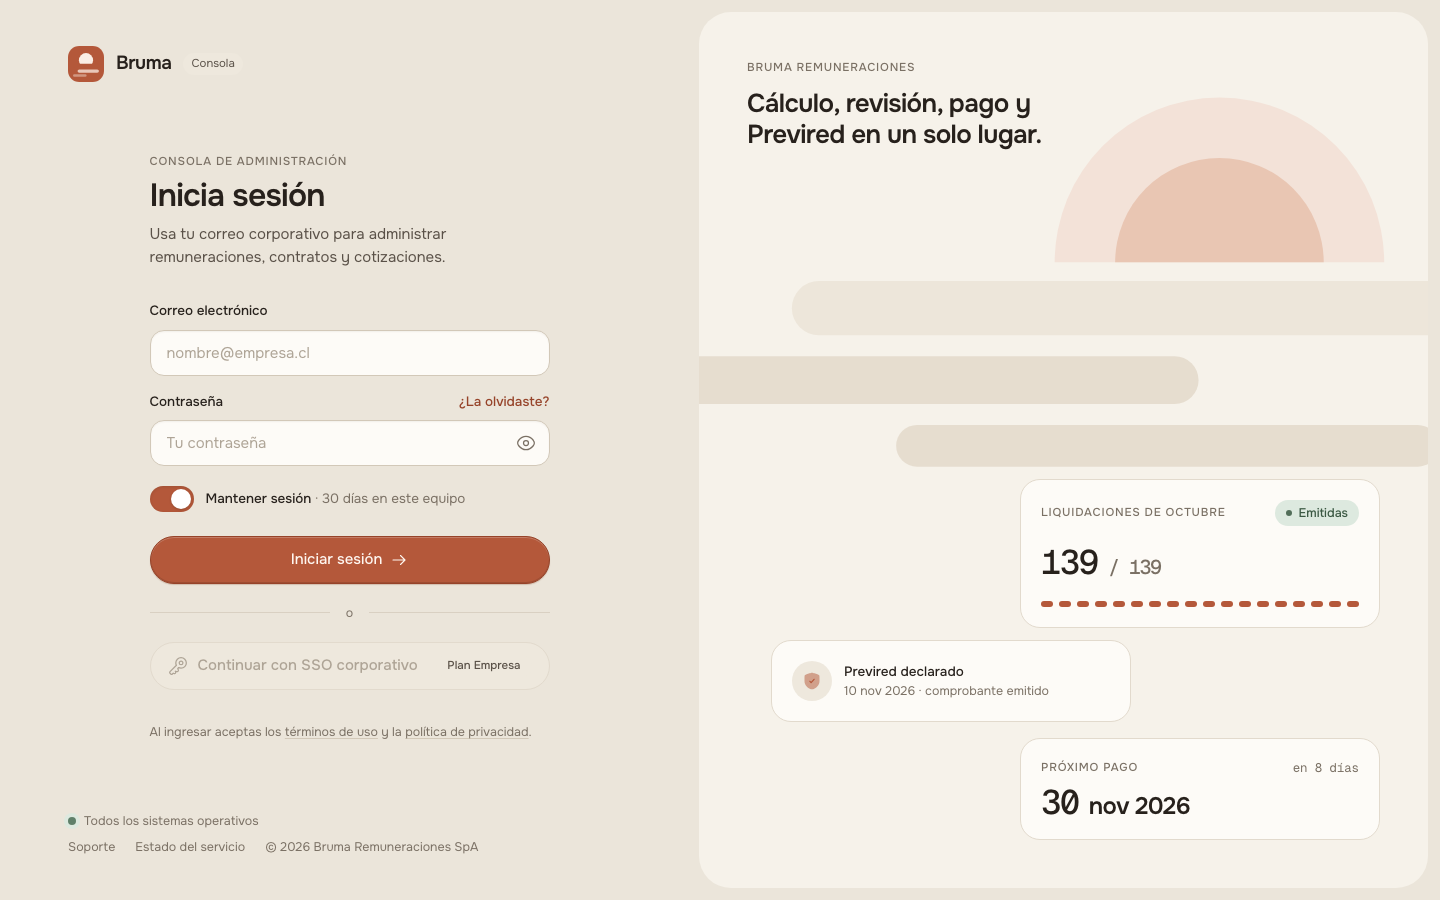 Bruma
Consola
CONSOLA DE ADMINISTRACIÓN
Inicia sesión
Usa tu correo corporativo para administrar
remuneraciones, contratos y cotizaciones.
Correo electrónico
nombre@empresa.cl
Contraseña
¿La olvidaste?
Tu contraseña
Mantener sesión · 30 días en este equipo
Iniciar sesión
o
Continuar con SSO corporativo
Plan Empresa
Al ingresar aceptas los términos de uso y la política de privacidad.
Todos los sistemas operativos
Soporte
Estado del servicio
© 2026 Bruma Remuneraciones SpA
BRUMA REMUNERACIONES
Cálculo, revisión, pago y
Previred en un solo lugar.
LIQUIDACIONES DE OCTUBRE
Emitidas
139 / 139
Previred declarado
10 nov 2026 · comprobante emitido
PRÓXIMO PAGO
en 8 días
30 nov 2026